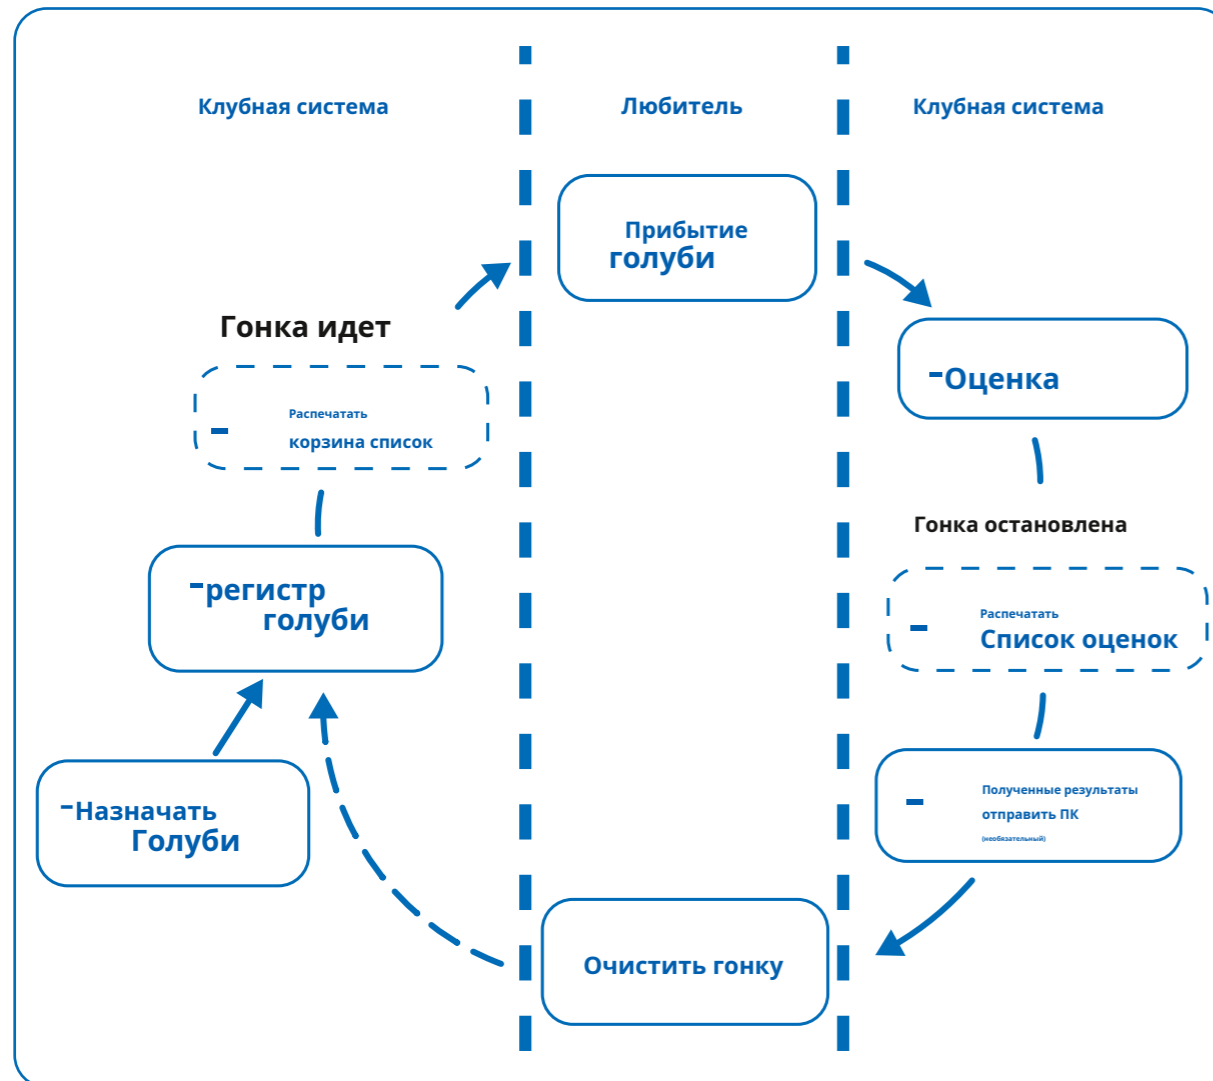 Клубная система
Любитель
Клубная система
Прибытие
голуби
Гонка идет
-Оценка
Распечатать
- корзина список
Гонка остановлена
-регистр
голуби
Распечатать
- Список оценок
-Назначать
Голуби
Полученные результаты
- отправить ПК
(необязательный)
Очистить гонку